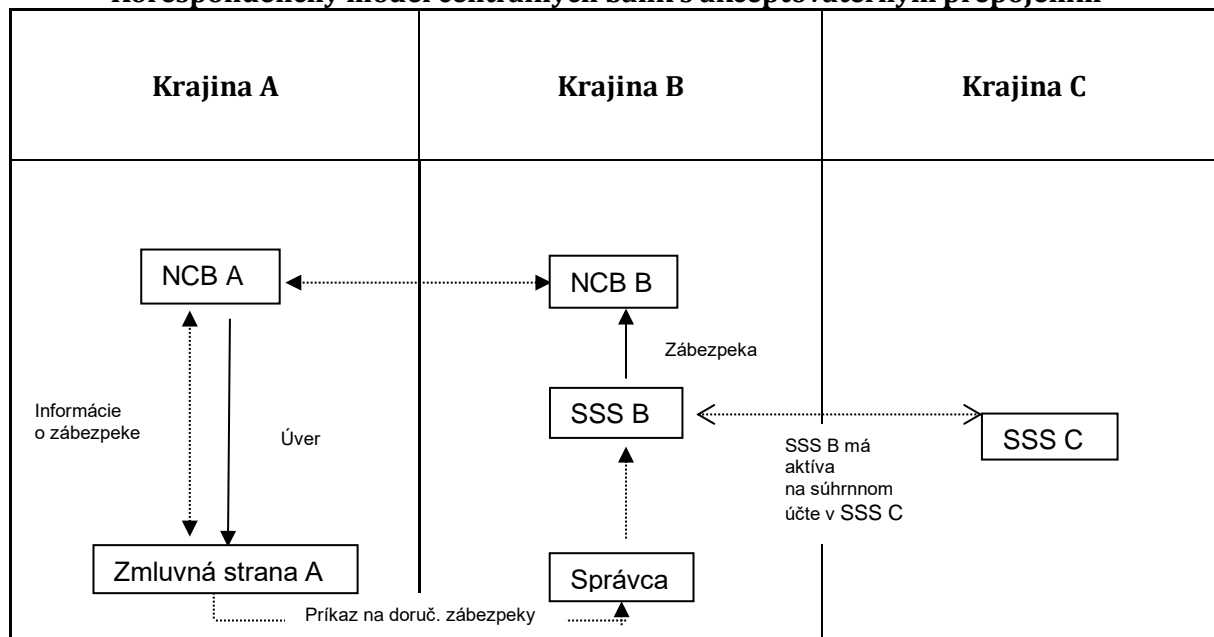 Korešpondenčný model centrálnych bánk s akceptovateľným prepojením
Krajina A
Krajina B
Krajina C
NCB A
NCB B
Zábezpeka
Informácie
o zábezpeke
Úver
SSS B
SSS C
SSS B má
aktíva
na súhrnnom
účte v SSS C
Zmluvná strana A
Správca
Príkaz na doruč. zábezpeky